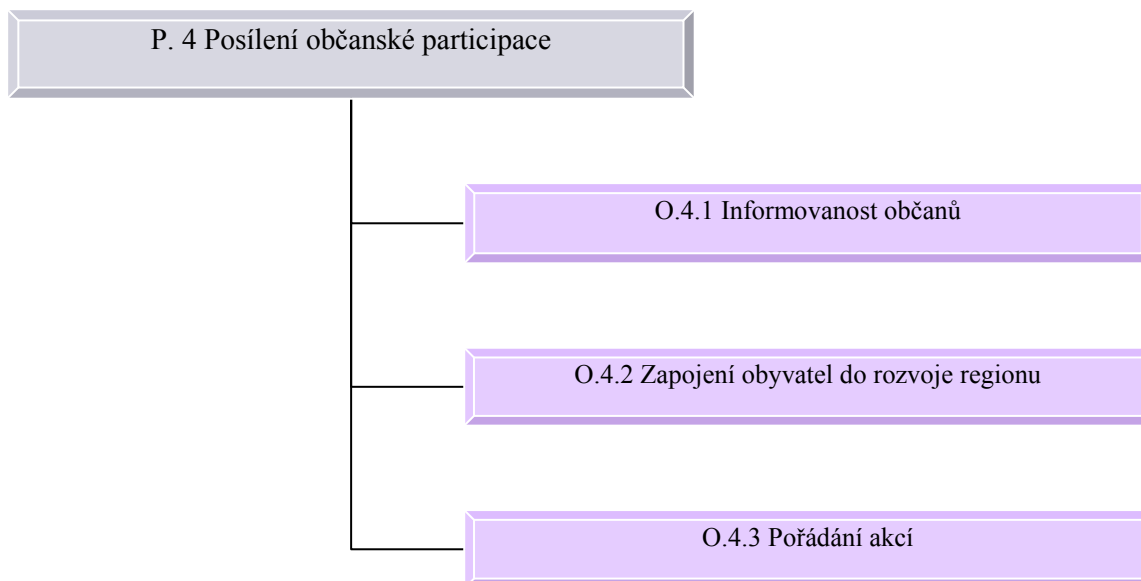 P. 4 Posílení občanské participace
O.4.1 Informovanost občanů
O.4.2 Zapojení obyvatel do rozvoje regionu
O.4.3 Pořádání akcí